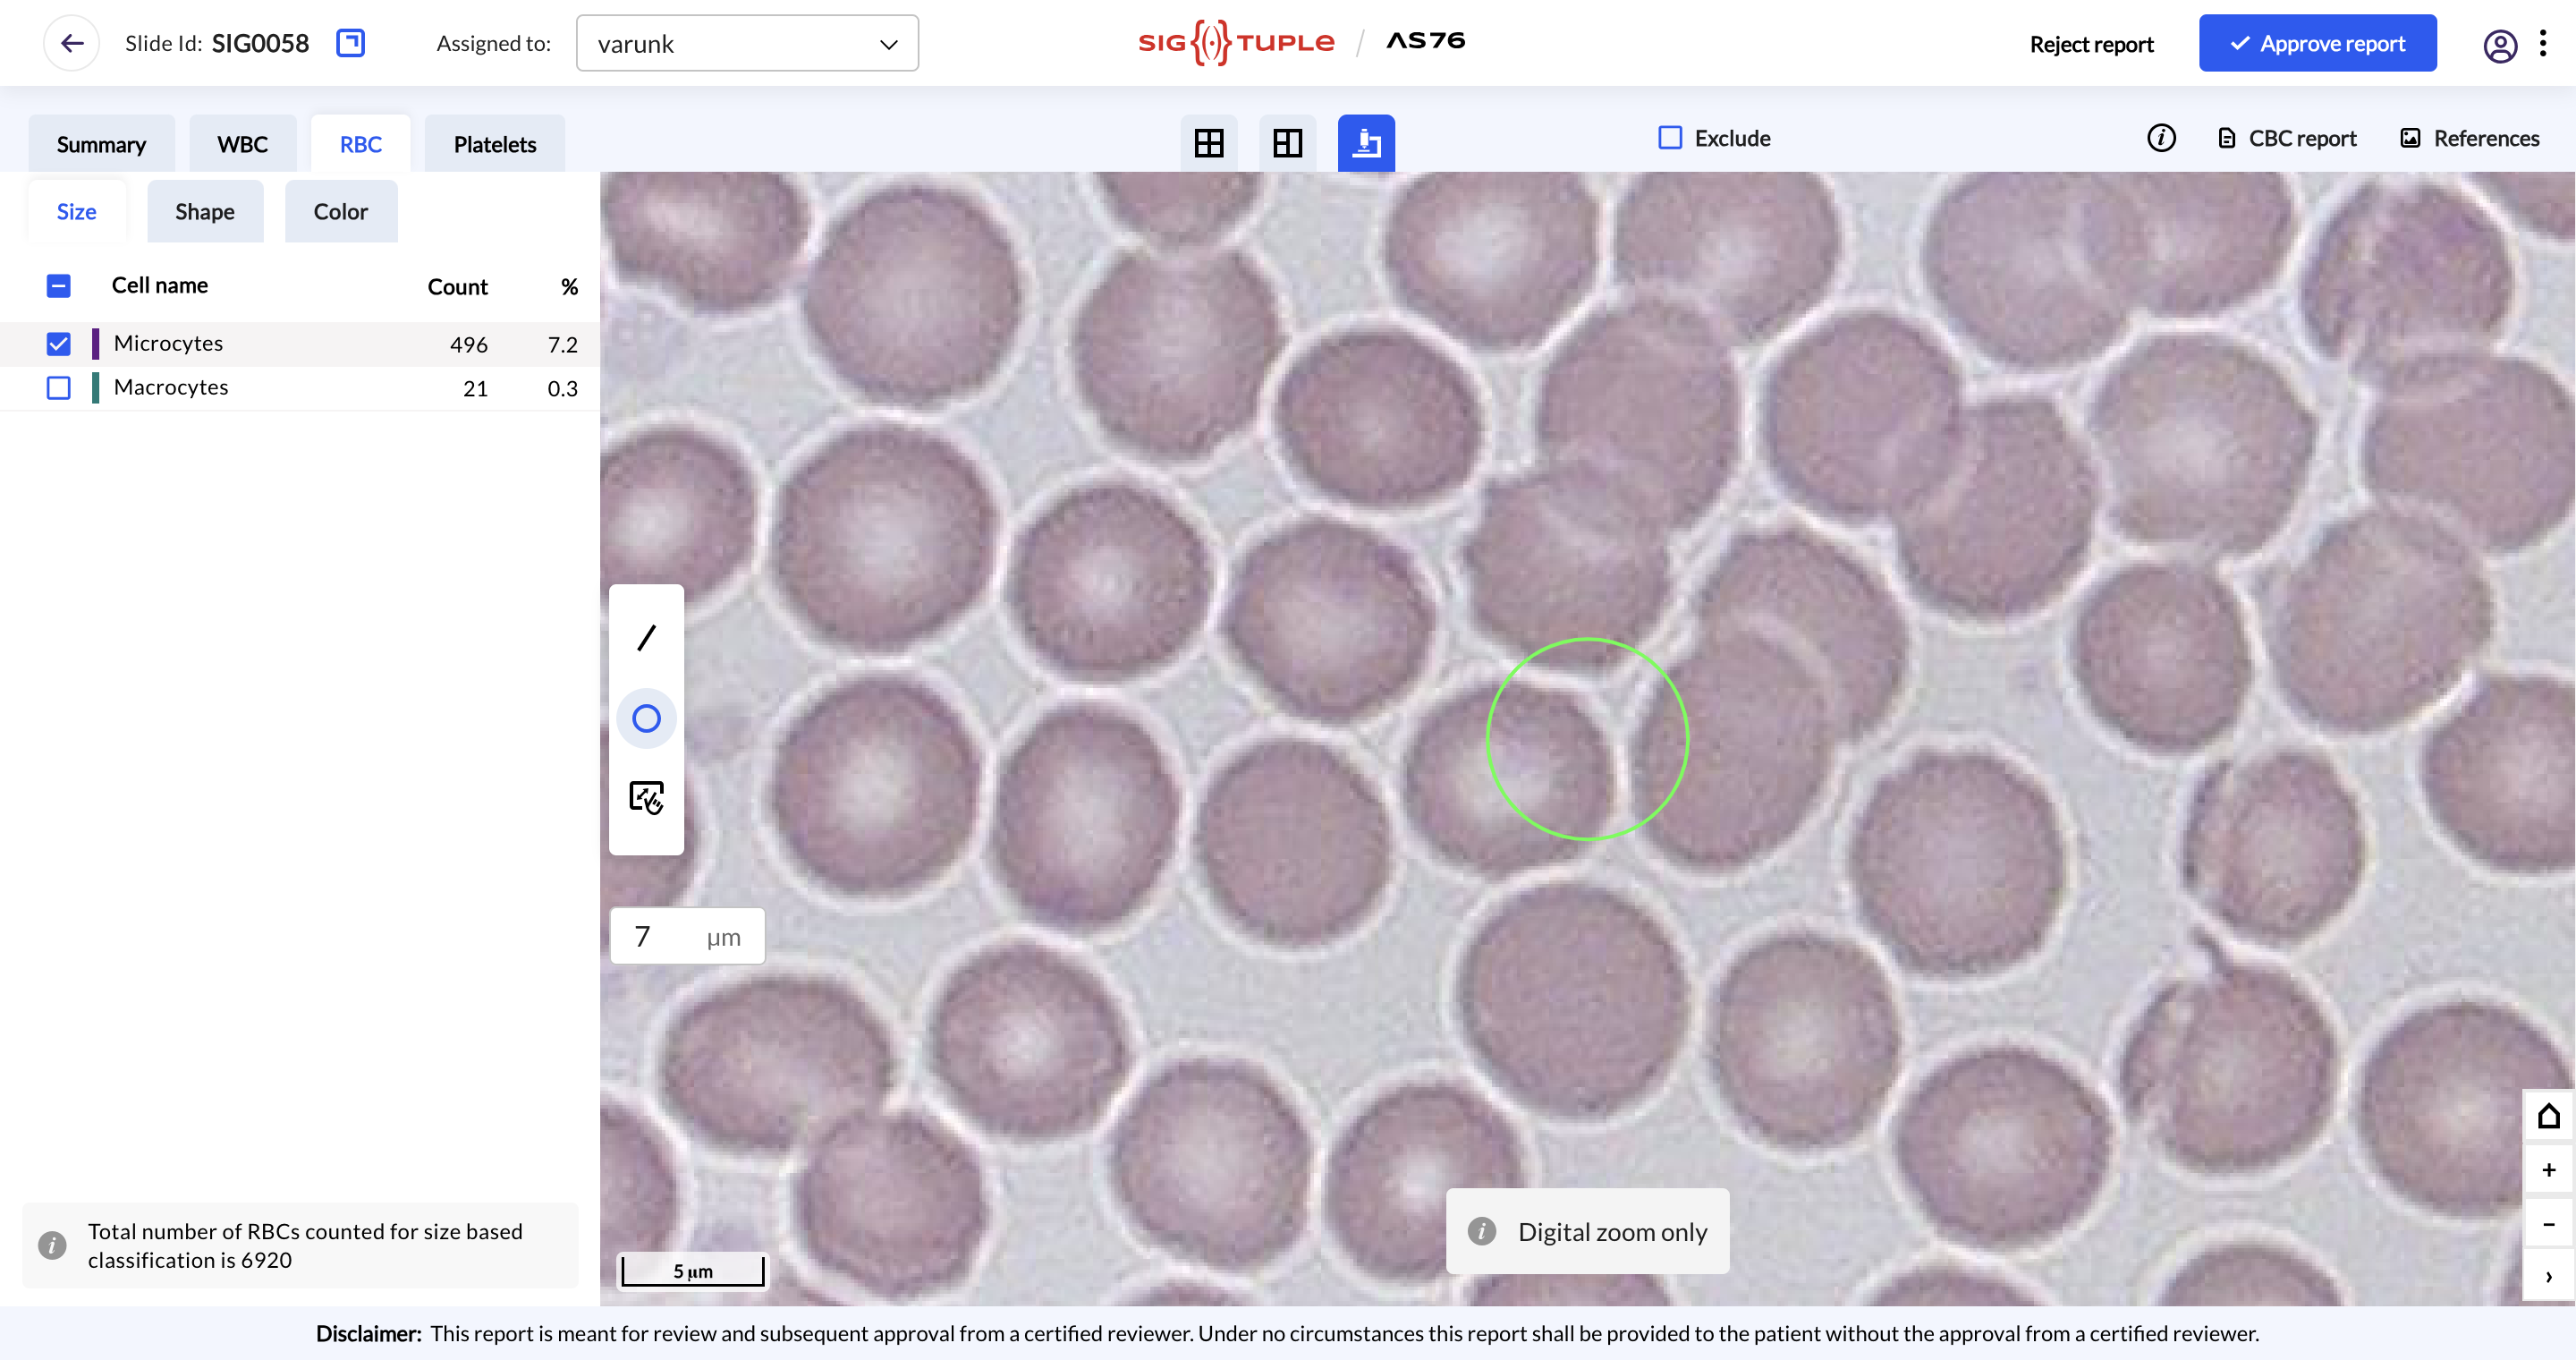 Slide Id: SIG0058
Assigned to: varunk
SIG TUPLE / AS76
Reject report
Approve report
Summary
WBC
RBC
Platelets
Exclude
CBC report
References
Size
Shape
Color
Cell name Count %
Microcytes 496 7.2
Macrocytes 21 0.3
7 µm
Total number of RBCs counted for size based
classification is 6920
5 µm
Digital zoom only
Disclaimer: This report is meant for review and subsequent approval from a certified reviewer. Under no circumstances this report shall be provided to the patient without the approval from a certified reviewer.